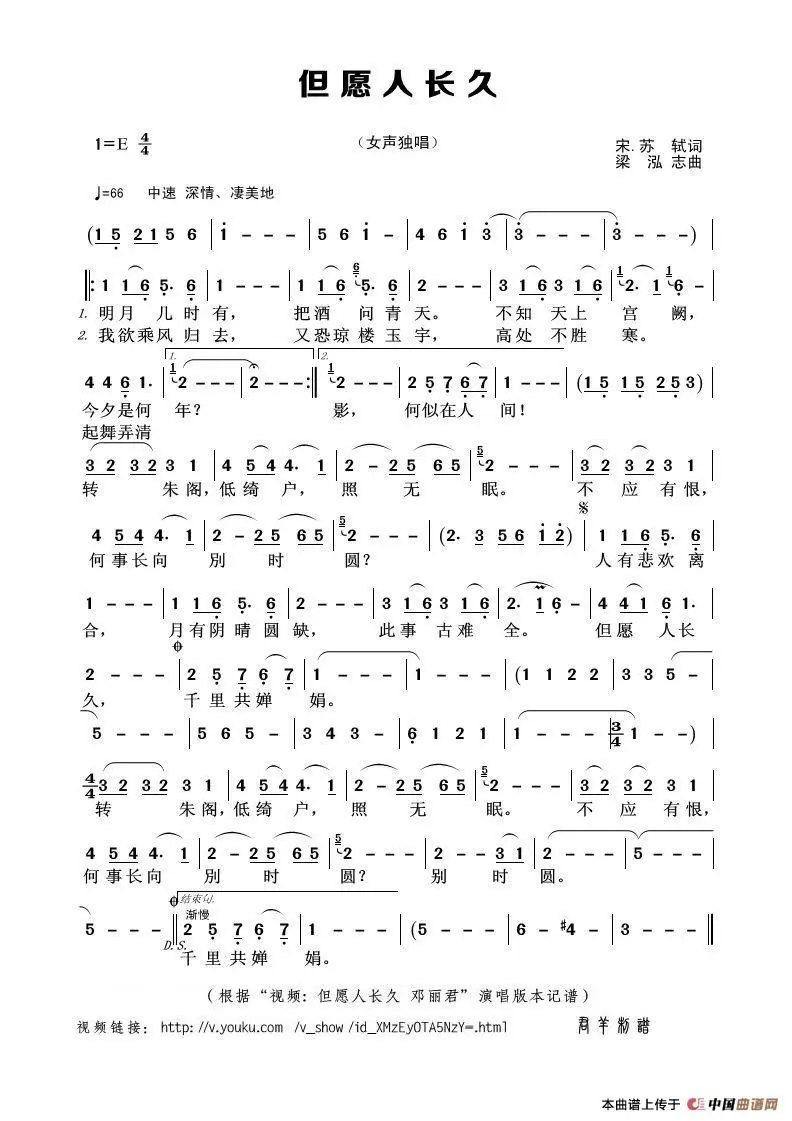 但愿人长久
1=E 4/4 （女声独唱） 宋.苏 轼词
梁 泓 志曲
♩=66 中速 深情、凄美地
(1 5 2 1 5 6 | 1 - - - | 5 6 1 - | 4 6 1 3 | 3 - - - | 3 - - - )
1 1 6 5. 6 | 1 - - - | 1 1 6 5. 6 | 2 - - - | 3 1 6 3 1 6 | 2. 1 6 -
1. 明月 几 时 有， 把酒 问 青 天。 不知 天上 宫 阙，
2. 我欲乘风 归 去， 又恐琼 楼 玉 宇， 高处 不胜 寒。
1. 2.
4 4 6 1. | 2 - - - | 2 - - - :‖ 2 - - - | 2 5 7 6 7 | 1 - - - | (1 5 1 5 2 5 3)
今夕是何 年？ 影， 何似在人 间！
起舞弄清
3 2 3 2 3 1 | 4 5 4 4. 1 | 2 - 2 5 6 5 | 2 - - - | 3 2 3 2 3 1
转 朱阁，低绮 户， 照 无 眠。 不 应 有恨，
4 5 4 4. 1 | 2 - 2 5 6 5 | 2 - - - | (2. 3 5 6 1 2) | 1 1 6 5. 6
何事长向 別 时 圆？ 人有悲欢 离
1 - - - | 1 1 6 5. 6 | 2 - - - | 3 1 6 3 1 6 | 2. 1 6 - | 4 4 1 6 1.
合， 月有阴晴圆 缺， 此事 古难 全。 但愿 人长
2 - - - | 2 5 7 6 7 | 1 - - - | 1 - - - | (1 1 2 2 | 3 3 5 -
久， 千里共婵 娟。
5 - - - | 5 6 5 - | 3 4 3 - | 6 1 2 1 | 1 - - - | 3/4 1 - - )
4/4 3 2 3 2 3 1 | 4 5 4 4. 1 | 2 - 2 5 6 5 | 2 - - - | 3 2 3 2 3 1
转 朱阁，低绮 户， 照 无 眠。 不 应 有恨，
4 5 4 4. 1 | 2 - 2 5 6 5 | 2 - - - | 2 - - 3 1 | 2 - - - | 5 - - -
何事长向 別 时 圆？ 别 时 圆。
结束句.
渐慢
5 - - - ‖ 2 5 7 6 7 | 1 - - - | (5 - - - | 6 - #4 - | 3 - - - ‖
D.S.
千里共婵 娟。
（根据“视频：但愿人长久 邓丽君”演唱版本记谱）
视频链接： http://v.youku.com /v_show /id_XMzEyOTA5NzY=.html
本曲谱上传于 中国曲谱网